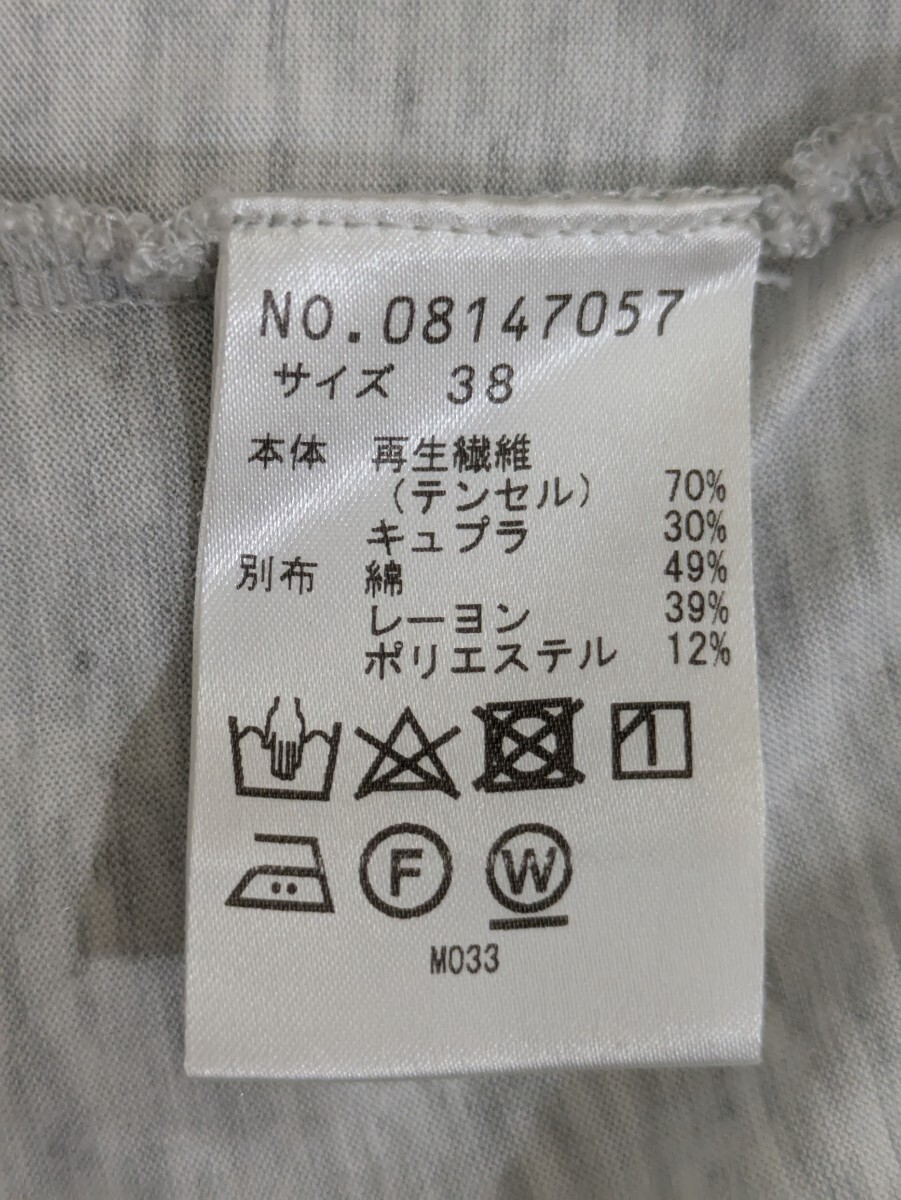 NO.08147057
サイズ 38
本体 再生繊維
（テンセル） 70%
キュプラ 30%
別布 綿 49%
レーヨン 39%
ポリエステル 12%
F W
M033